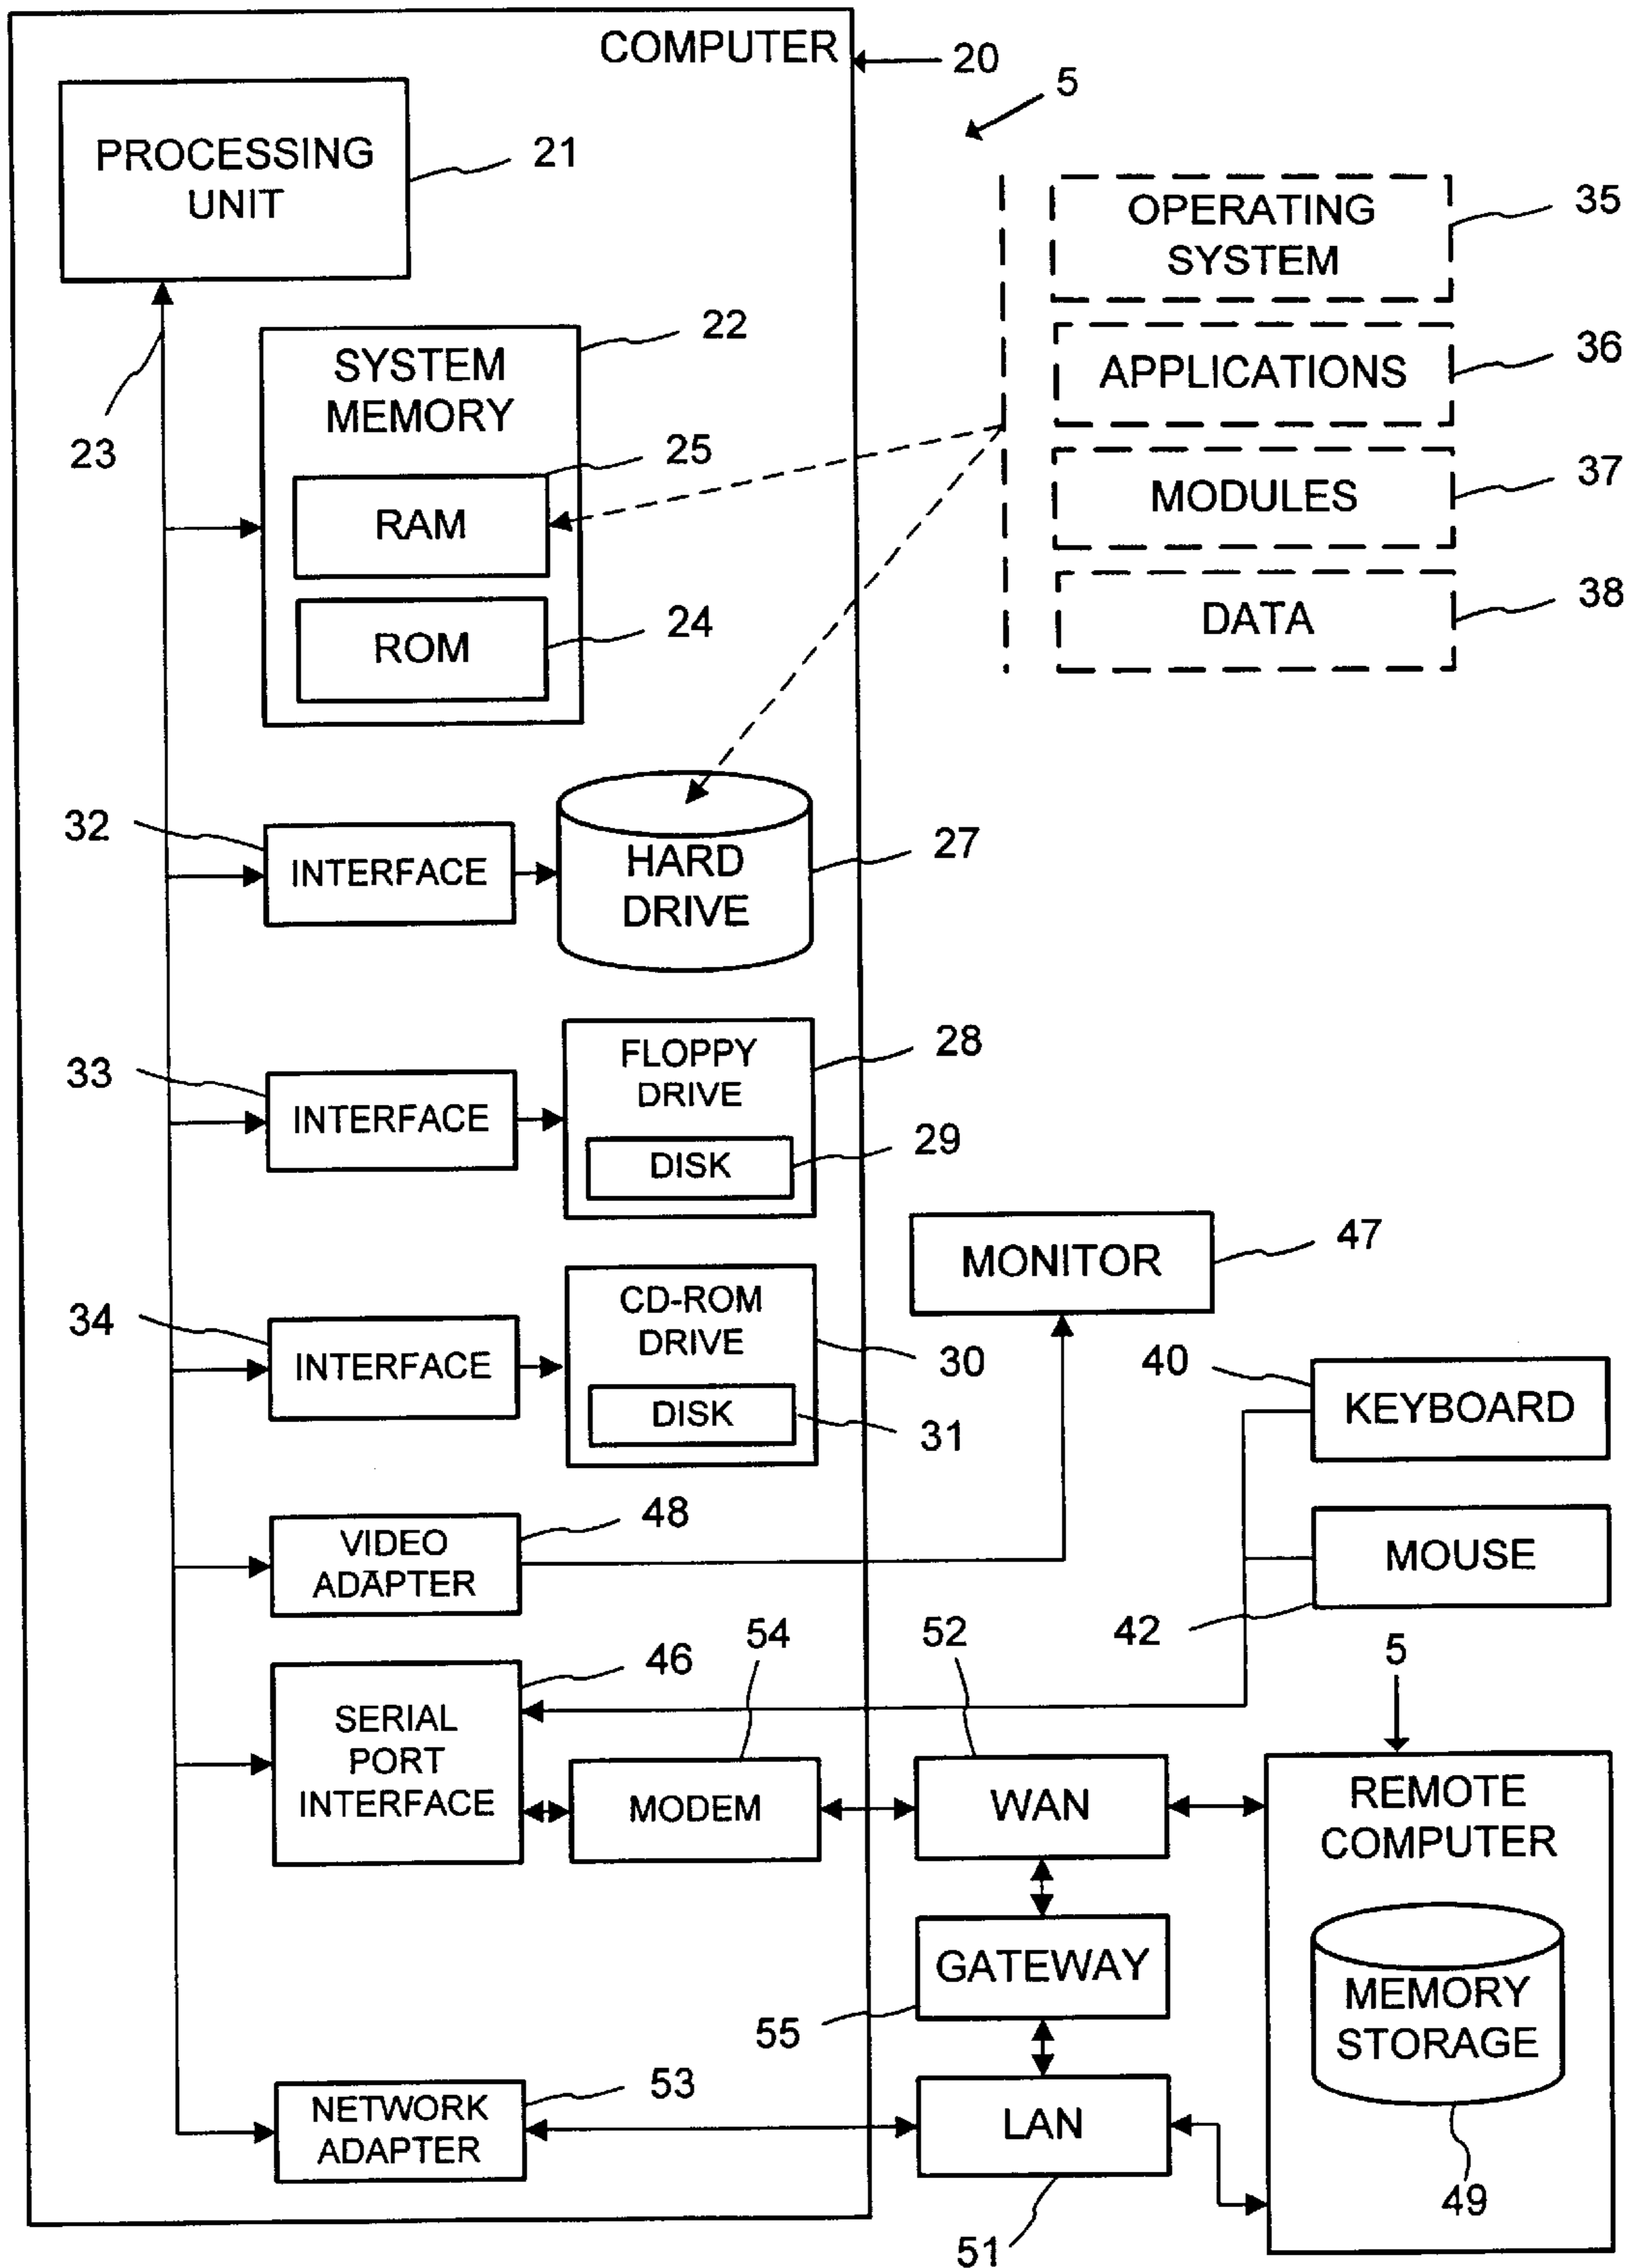 COMPUTER
20
5
PROCESSING
UNIT
21
OPERATING
SYSTEM
35
22
SYSTEM
MEMORY
23
APPLICATIONS
36
25
RAM
MODULES
37
24
ROM
DATA
38
32
INTERFACE
HARD
DRIVE
27
33
INTERFACE
FLOPPY
DRIVE
28
DISK
29
MONITOR
47
34
INTERFACE
CD-ROM
DRIVE
30
DISK
31
40
KEYBOARD
VIDEO
ADAPTER
48
MOUSE
42
46
SERIAL
PORT
INTERFACE
54
MODEM
52
WAN
5
REMOTE
COMPUTER
GATEWAY
55
MEMORY
STORAGE
49
NETWORK
ADAPTER
53
LAN
51